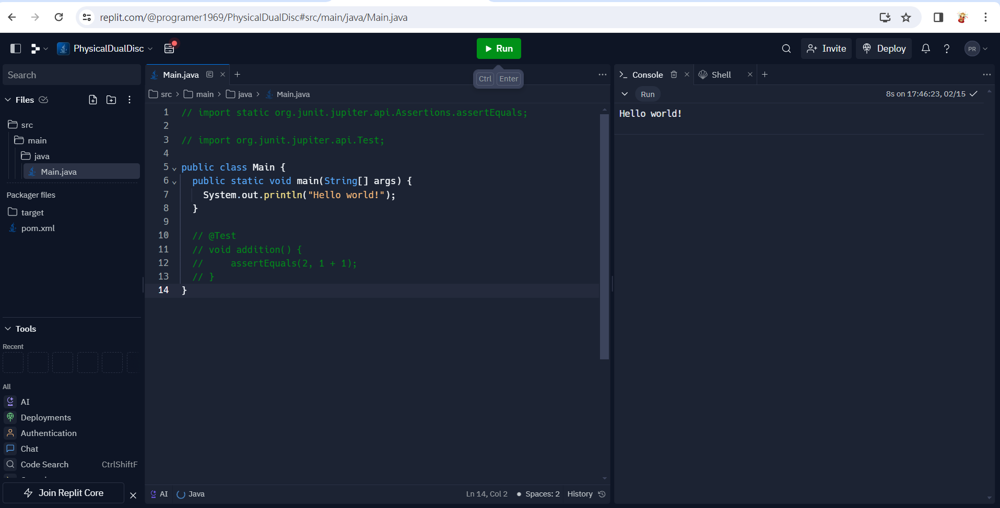 replit.com/@programer1969/PhysicalDualDisc#src/main/java/Main.java
PhysicalDualDisc
Run
Invite
Deploy
PR
Ctrl Enter
Search
Files
src
main
java
Main.java
Packager files
target
pom.xml
Tools
Recent
All
AI
Deployments
Authentication
Chat
Code Search CtrlShiftF
Join Replit Core
Main.java
src > main > java > Main.java
1 // import static org.junit.jupiter.api.Assertions.assertEquals;
2
3 // import org.junit.jupiter.api.Test;
4
5 public class Main {
6 public static void main(String[] args) {
7 System.out.println("Hello world!");
8 }
9
10 // @Test
11 // void addition() {
12 //     assertEquals(2, 1 + 1);
13 // }
14 }
AI Java Ln 14, Col 2 Spaces: 2 History
Console Shell
Run 8s on 17:46:23, 02/15
Hello world!